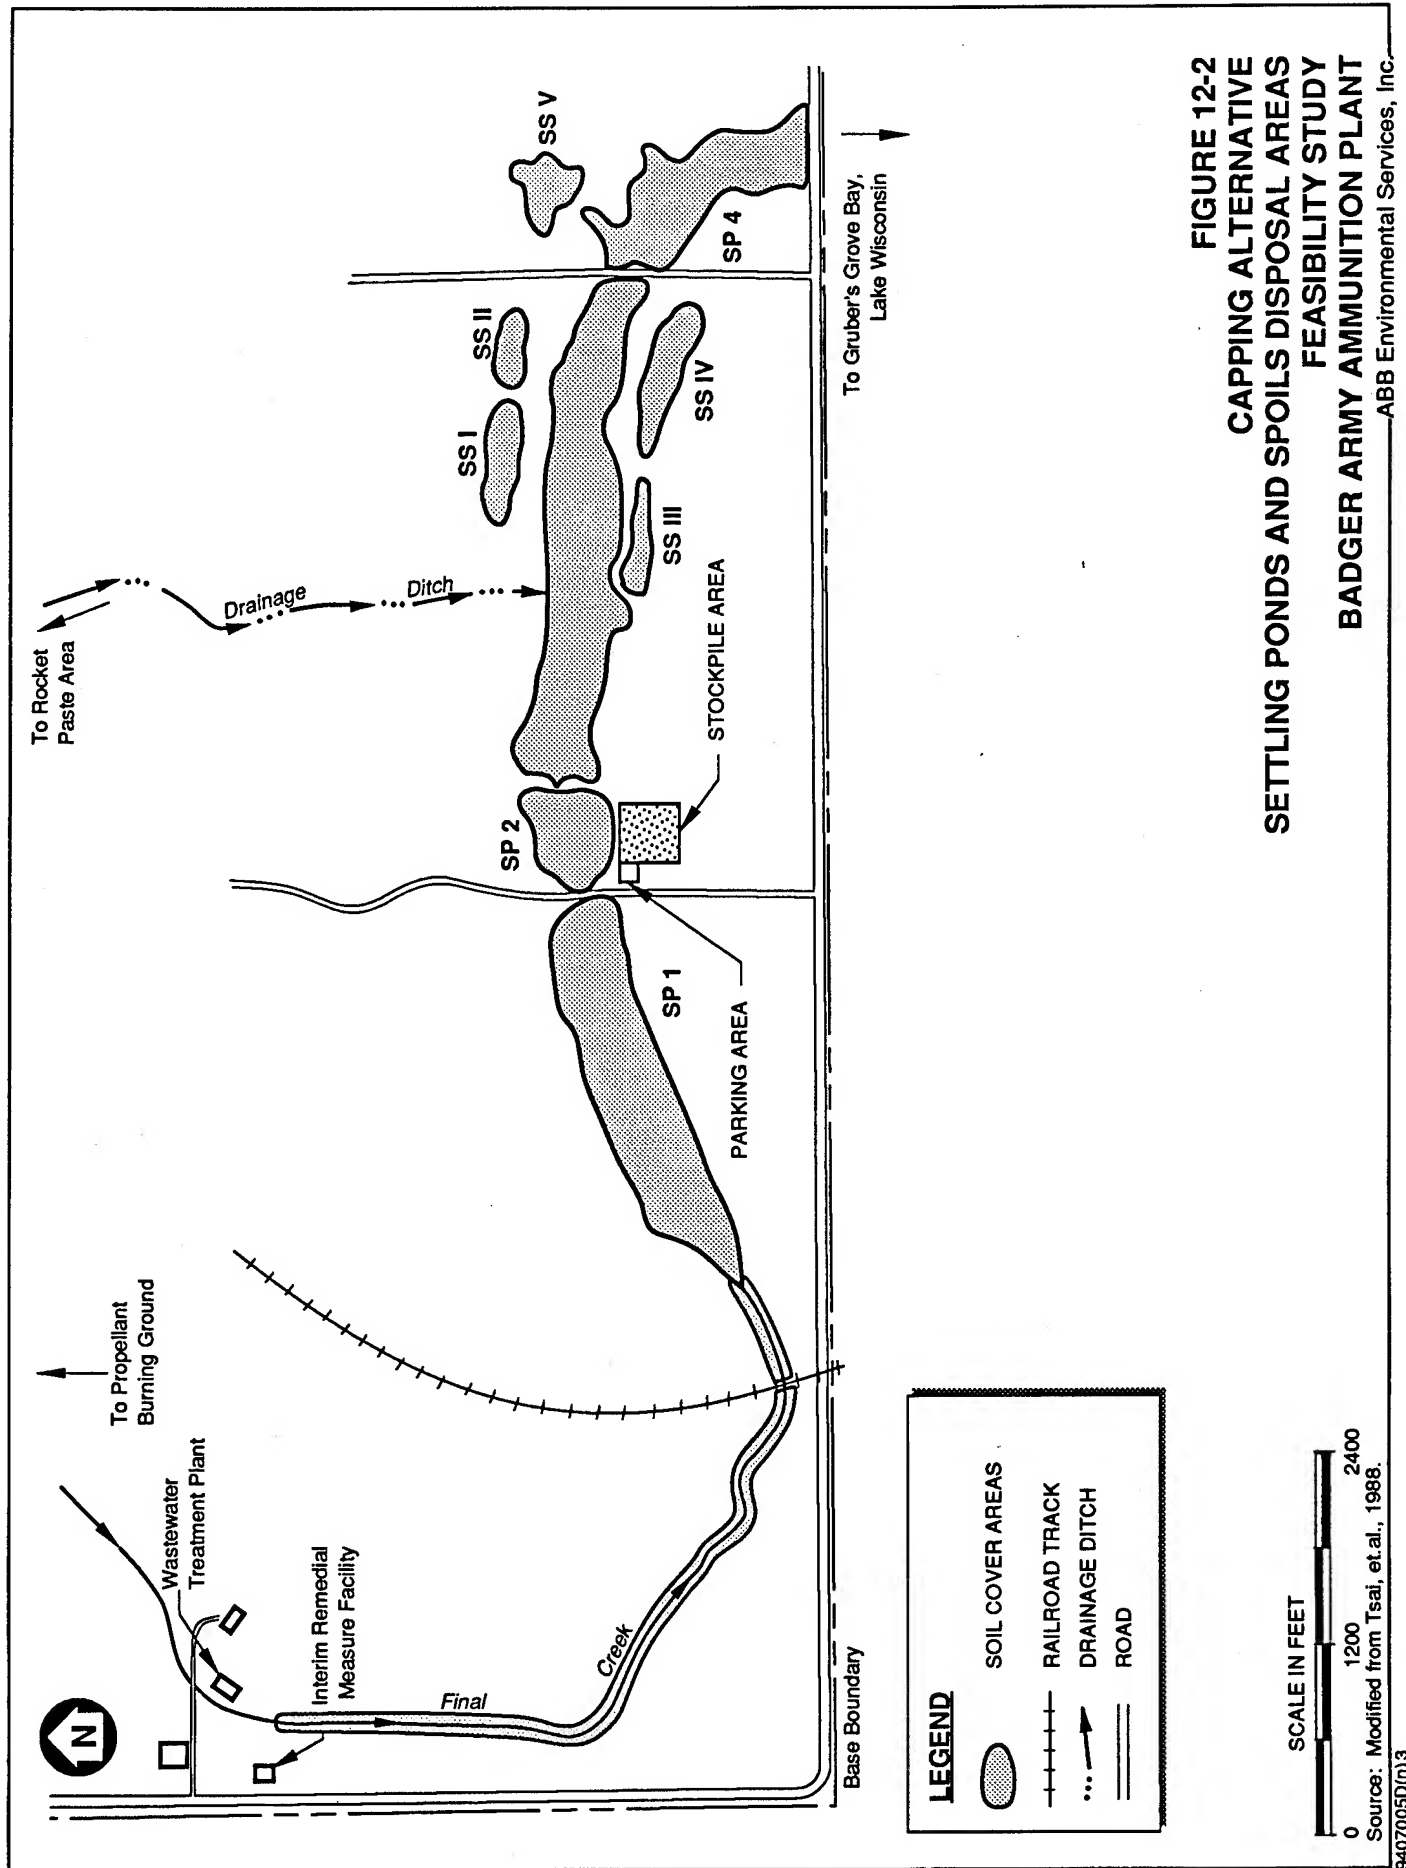 N
To Propellant
Burning Ground
To Rocket
Paste Area
Wastewater
Treatment Plant
Interim Remedial
Measure Facility
Final
Creek
Drainage
Ditch
SP 1
SP 2
SS I
SS II
SS III
SS IV
SS V
SP 4
PARKING AREA
STOCKPILE AREA
Base Boundary
To Gruber's Grove Bay,
Lake Wisconsin
LEGEND
SOIL COVER AREAS
RAILROAD TRACK
DRAINAGE DITCH
ROAD
SCALE IN FEET
0 1200 2400
Source: Modified from Tsai, et.al., 1988.
9407005D(n)3
FIGURE 12-2
CAPPING ALTERNATIVE
SETTLING PONDS AND SPOILS DISPOSAL AREAS
FEASIBILITY STUDY
BADGER ARMY AMMUNITION PLANT
ABB Environmental Services, Inc.